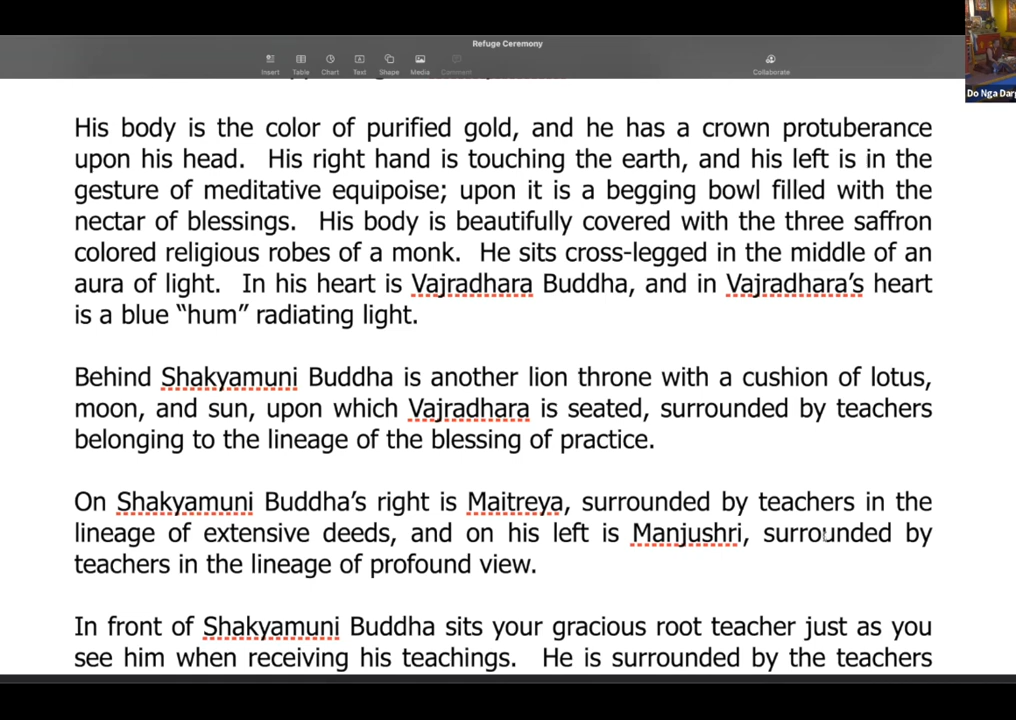 Refuge Ceremony
Insert Table Chart Text Shape Media Comment Collaborate
Do Nga
His body is the color of purified gold, and he has a crown protuberance
upon his head. His right hand is touching the earth, and his left is in the
gesture of meditative equipoise; upon it is a begging bowl filled with the
nectar of blessings. His body is beautifully covered with the three saffron
colored religious robes of a monk. He sits cross-legged in the middle of an
aura of light. In his heart is Vajradhara Buddha, and in Vajradhara’s heart
is a blue “hum” radiating light.
Behind Shakyamuni Buddha is another lion throne with a cushion of lotus,
moon, and sun, upon which Vajradhara is seated, surrounded by teachers
belonging to the lineage of the blessing of practice.
On Shakyamuni Buddha’s right is Maitreya, surrounded by teachers in the
lineage of extensive deeds, and on his left is Manjushri, surrounded by
teachers in the lineage of profound view.
In front of Shakyamuni Buddha sits your gracious root teacher just as you
see him when receiving his teachings. He is surrounded by the teachers